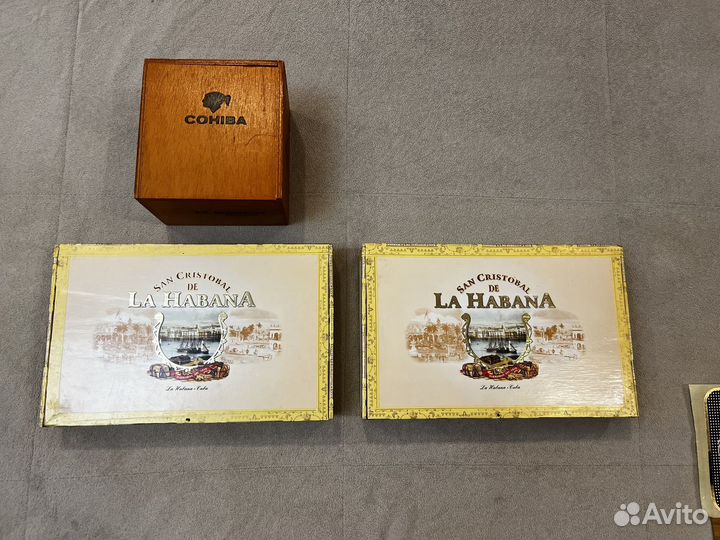 COHIBA
SAN CRISTOBAL
DE
LA HABANA
La Habana - Cuba
SAN CRISTOBAL
DE
LA HABANA
La Habana - Cuba
Avito